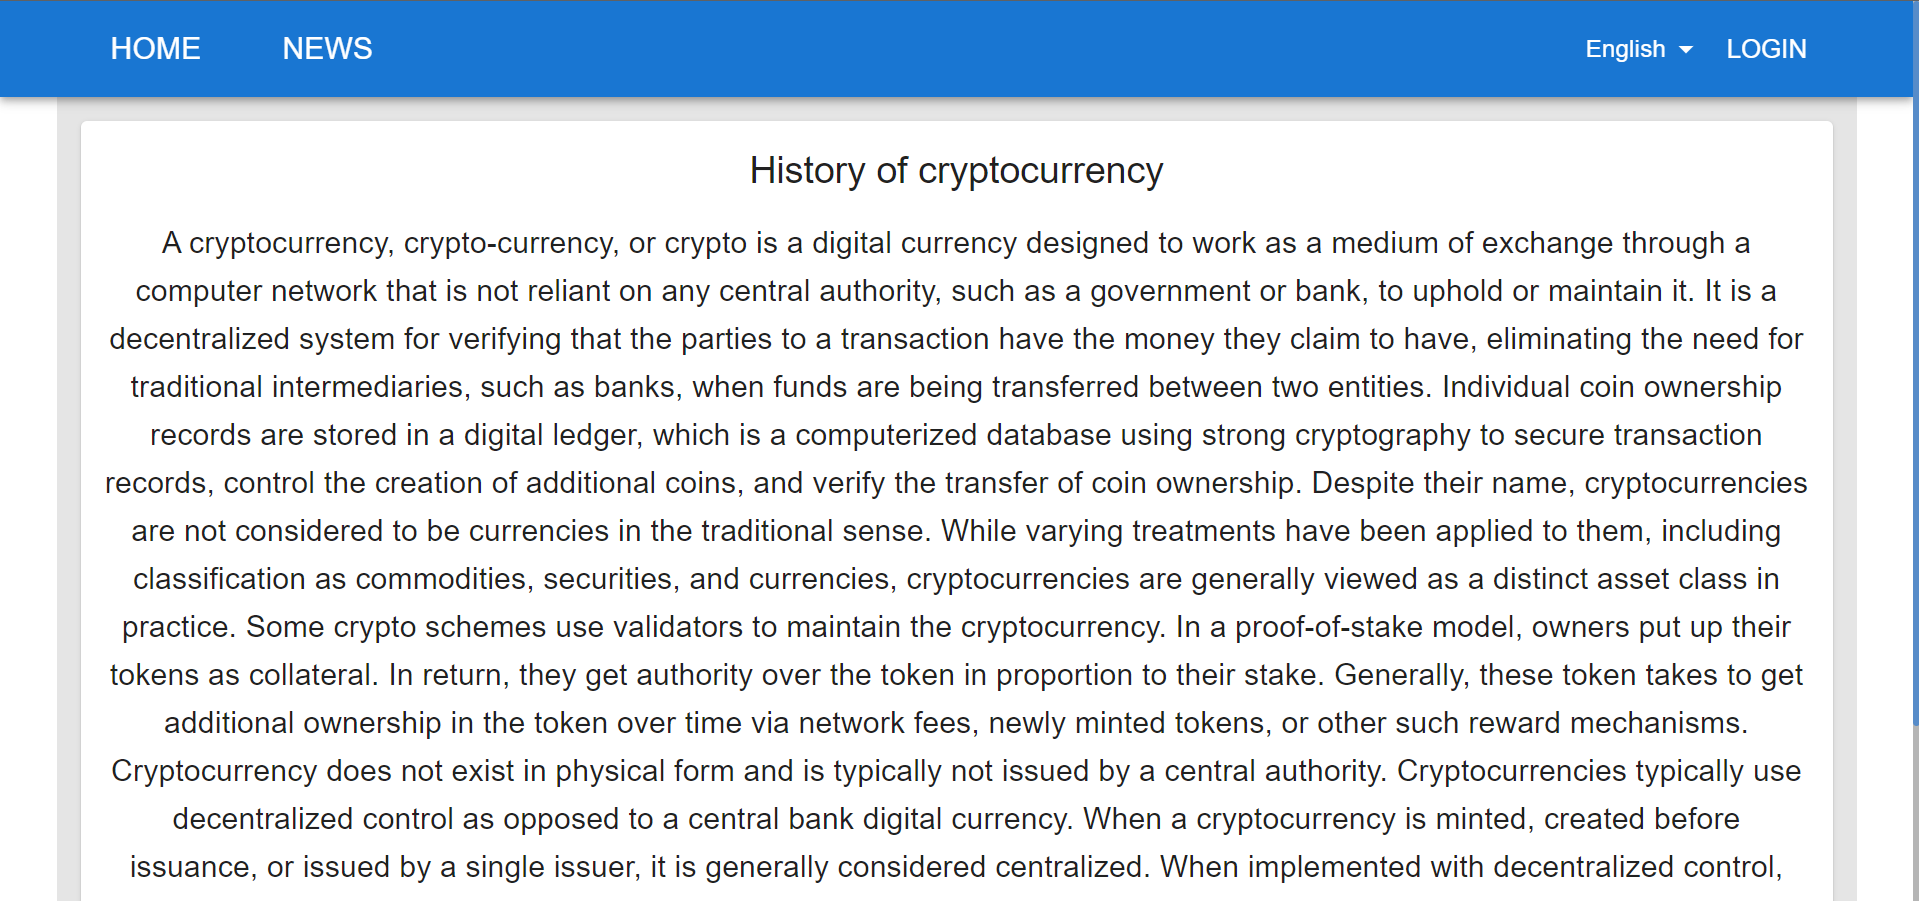 HOME NEWS English LOGIN
History of cryptocurrency
A cryptocurrency, crypto-currency, or crypto is a digital currency designed to work as a medium of exchange through a
computer network that is not reliant on any central authority, such as a government or bank, to uphold or maintain it. It is a
decentralized system for verifying that the parties to a transaction have the money they claim to have, eliminating the need for
traditional intermediaries, such as banks, when funds are being transferred between two entities. Individual coin ownership
records are stored in a digital ledger, which is a computerized database using strong cryptography to secure transaction
records, control the creation of additional coins, and verify the transfer of coin ownership. Despite their name, cryptocurrencies
are not considered to be currencies in the traditional sense. While varying treatments have been applied to them, including
classification as commodities, securities, and currencies, cryptocurrencies are generally viewed as a distinct asset class in
practice. Some crypto schemes use validators to maintain the cryptocurrency. In a proof-of-stake model, owners put up their
tokens as collateral. In return, they get authority over the token in proportion to their stake. Generally, these token takes to get
additional ownership in the token over time via network fees, newly minted tokens, or other such reward mechanisms.
Cryptocurrency does not exist in physical form and is typically not issued by a central authority. Cryptocurrencies typically use
decentralized control as opposed to a central bank digital currency. When a cryptocurrency is minted, created before
issuance, or issued by a single issuer, it is generally considered centralized. When implemented with decentralized control,